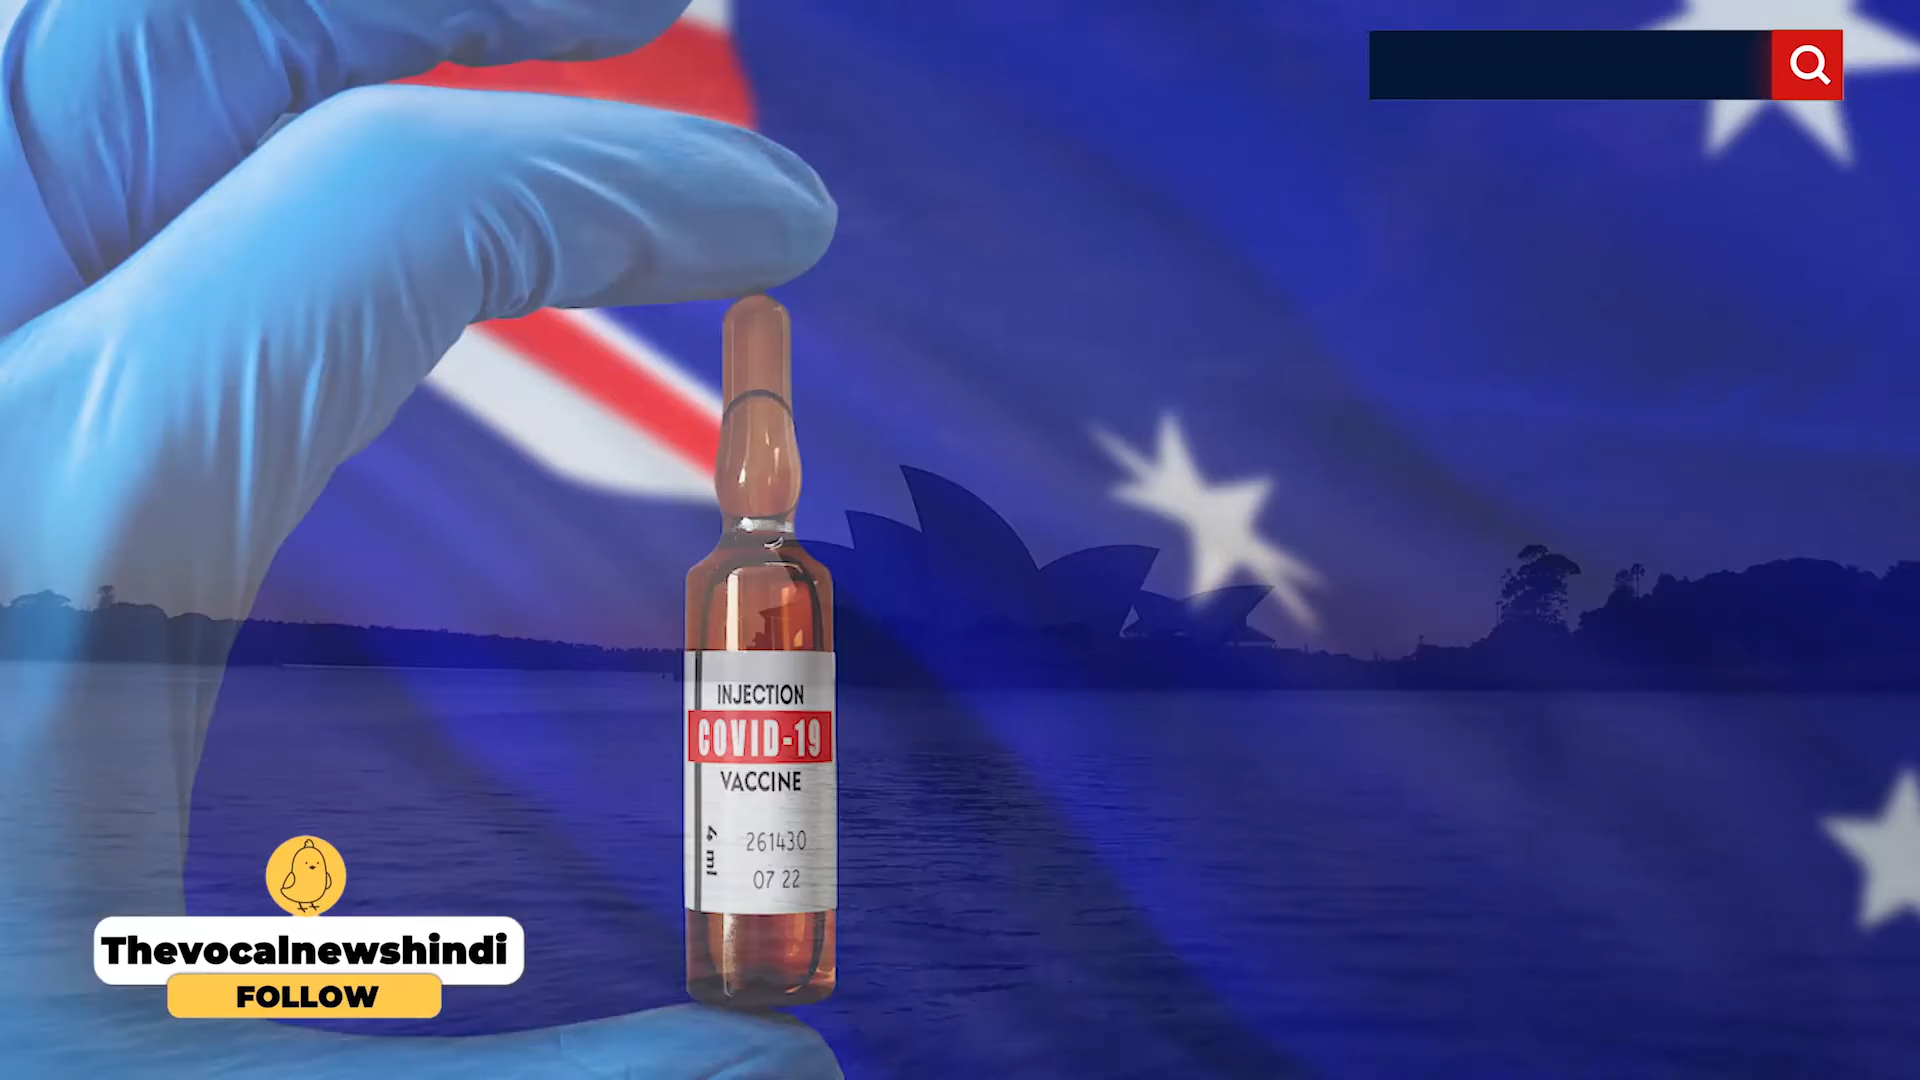 INJECTION
COVID-19
VACCINE
4 ml
261430
07 22
Thevocalnewshindi
FOLLOW